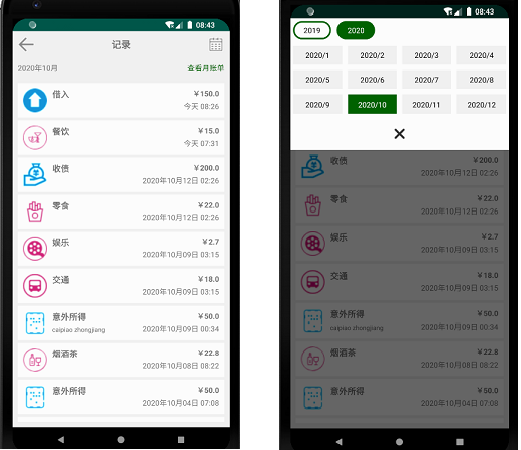 08:43
记录
2020年10月
查看月账单
借入
￥150.0
今天 08:26
餐饮
￥15.0
今天 07:31
收债
￥200.0
2020年10月12日 02:26
零食
￥22.0
2020年10月12日 02:26
娱乐
￥2.7
2020年10月09日 03:15
交通
￥18.0
2020年10月09日 03:15
意外所得
￥50.0
caipiao zhongjiang
2020年10月09日 00:34
烟酒茶
￥22.8
2020年10月08日 08:22
意外所得
￥50.0
2020年10月04日 07:08
08:43
2019 2020
2020/1 2020/2 2020/3 2020/4
2020/5 2020/6 2020/7 2020/8
2020/9 2020/10 2020/11 2020/12
收债
￥200.0
2020年10月12日 02:26
零食
￥22.0
2020年10月12日 02:26
娱乐
￥2.7
2020年10月09日 03:15
交通
￥18.0
2020年10月09日 03:15
意外所得
￥50.0
caipiao zhongjiang
2020年10月09日 00:34
烟酒茶
￥22.8
2020年10月08日 08:22
意外所得
￥50.0
2020年10月04日 07:08